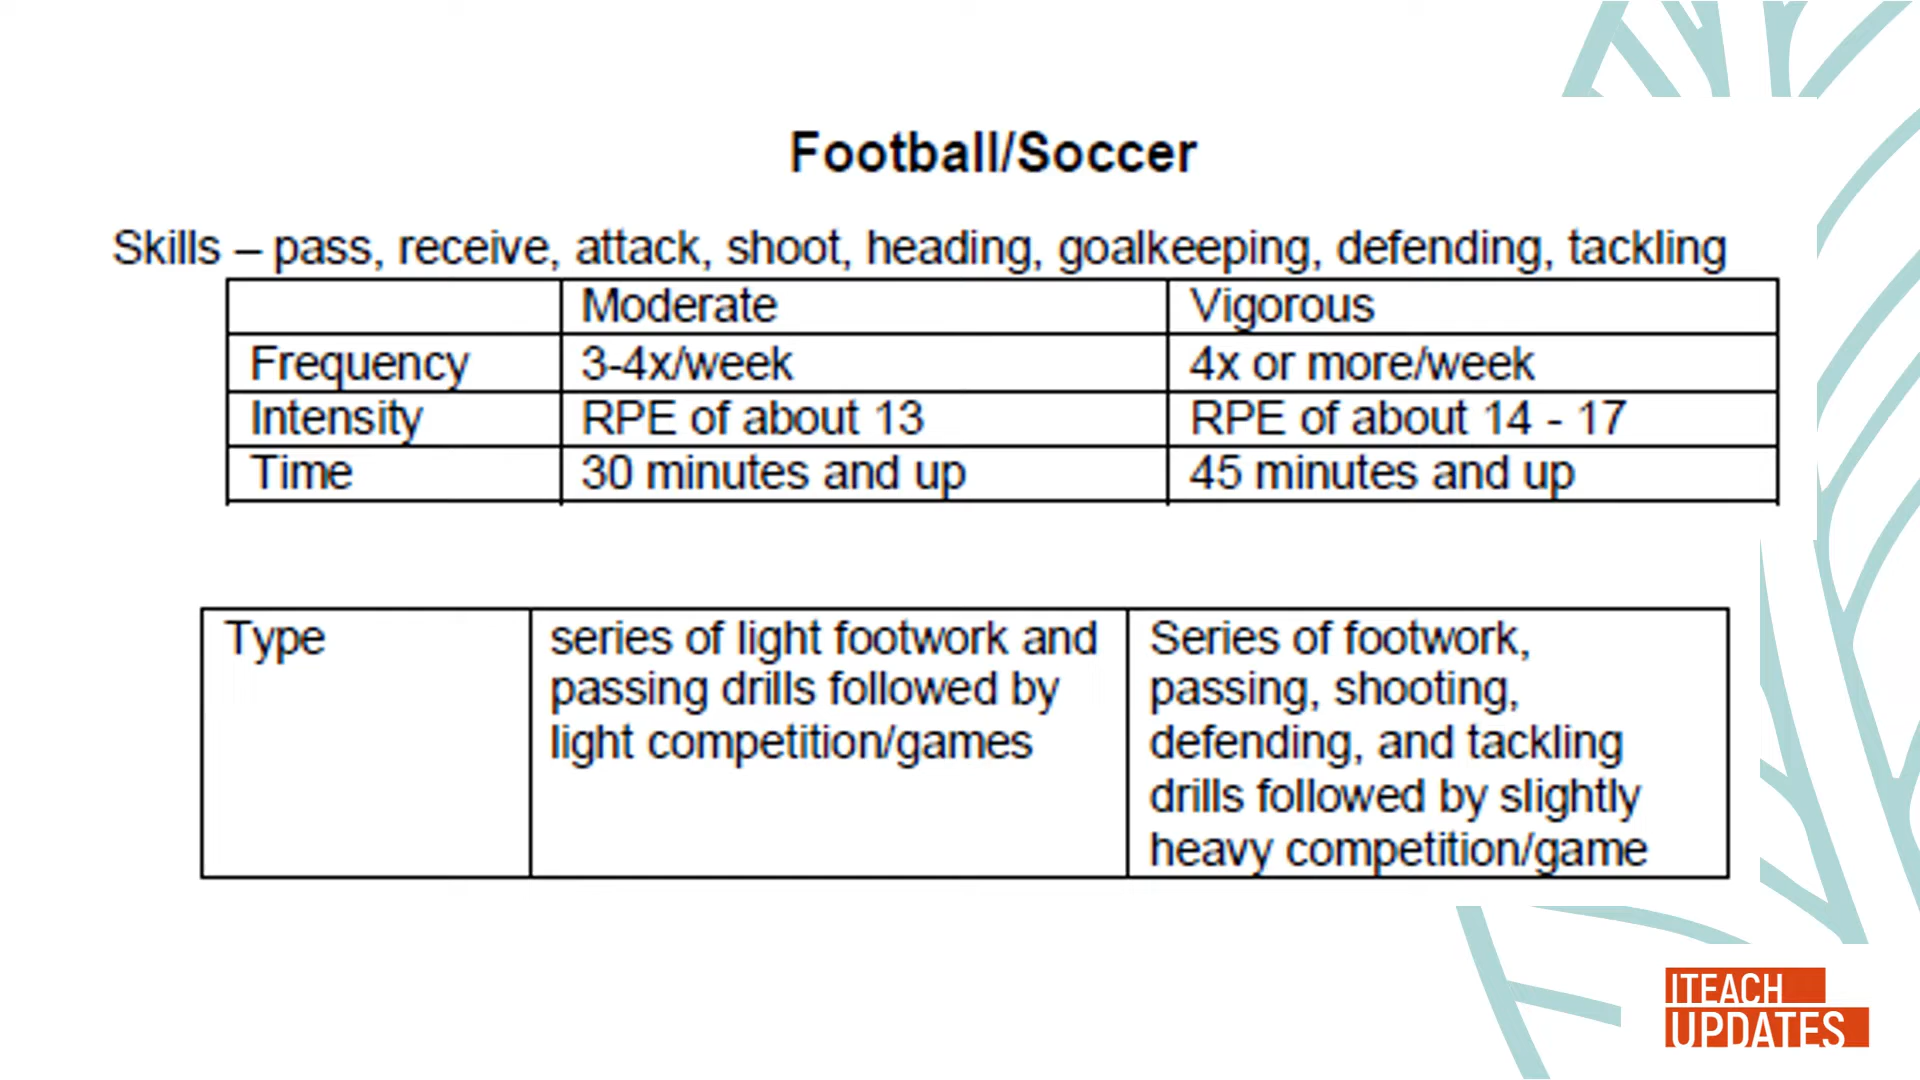 Football/Soccer
Skills – pass, receive, attack, shoot, heading, goalkeeping, defending, tackling
Moderate Vigorous
Frequency 3-4x/week 4x or more/week
Intensity RPE of about 13 RPE of about 14 - 17
Time 30 minutes and up 45 minutes and up
Type series of light footwork and Series of footwork,
passing drills followed by passing, shooting,
light competition/games defending, and tackling
drills followed by slightly
heavy competition/game
ITEACH
UPDATES